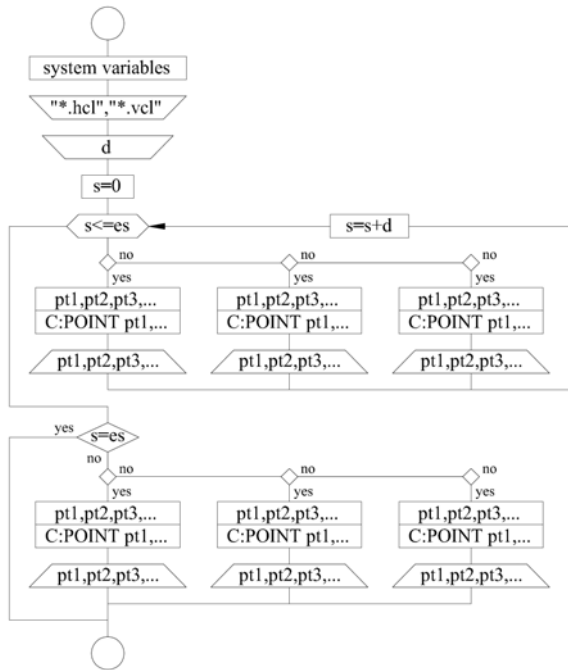 system variables
"*.hcl","*.vcl"
d
s=0
s<=es
s=s+d
no no no
yes yes yes
pt1,pt2,pt3,... pt1,pt2,pt3,... pt1,pt2,pt3,...
C:POINT pt1,... C:POINT pt1,... C:POINT pt1,...
pt1,pt2,pt3,... pt1,pt2,pt3,... pt1,pt2,pt3,...
yes
s=es
no
no no no
yes yes yes
pt1,pt2,pt3,... pt1,pt2,pt3,... pt1,pt2,pt3,...
C:POINT pt1,... C:POINT pt1,... C:POINT pt1,...
pt1,pt2,pt3,... pt1,pt2,pt3,... pt1,pt2,pt3,...